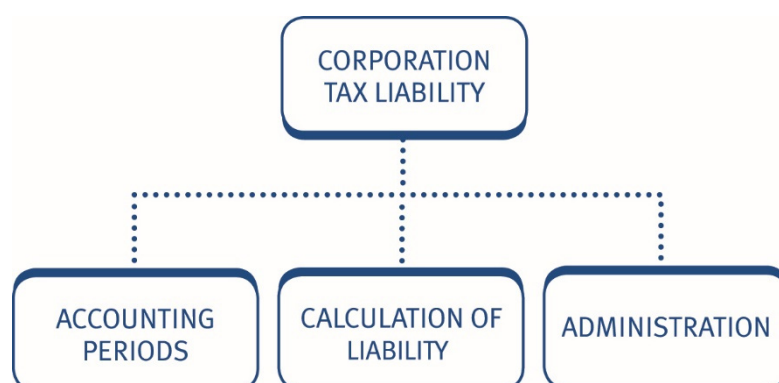 CORPORATION
TAX LIABILITY
ACCOUNTING
PERIODS
CALCULATION OF
LIABILITY
ADMINISTRATION